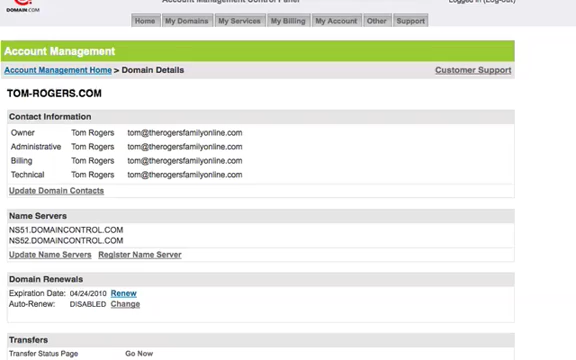 DOMAIN.COM
Account Management Control Panel
Logged in (Log-out)
Home My Domains My Services My Billing My Account Other Support
Account Management
Account Management Home > Domain Details
Customer Support
TOM-ROGERS.COM
Contact Information
Owner Tom Rogers tom@therogersfamilyonline.com
Administrative Tom Rogers tom@therogersfamilyonline.com
Billing Tom Rogers tom@therogersfamilyonline.com
Technical Tom Rogers tom@therogersfamilyonline.com
Update Domain Contacts
Name Servers
NS51.DOMAINCONTROL.COM
NS52.DOMAINCONTROL.COM
Update Name Servers Register Name Server
Domain Renewals
Expiration Date: 04/24/2010 Renew
Auto-Renew: DISABLED Change
Transfers
Transfer Status Page Go Now